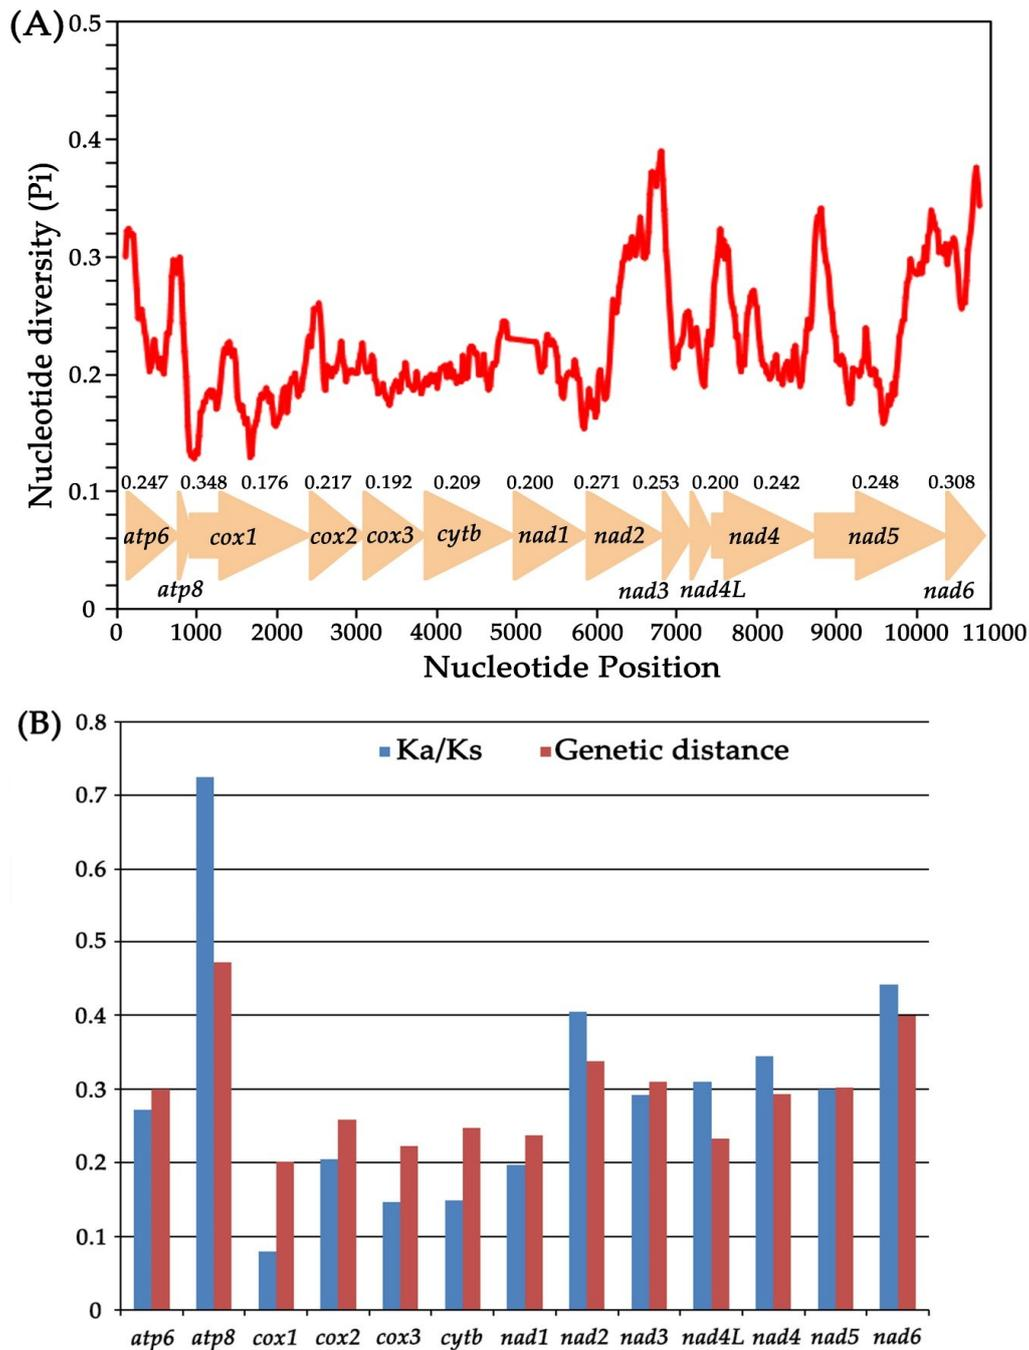 (A)
0.5
0.4
0.3
0.2
0.1
0
Nucleotide diversity (Pi)
0.247 0.348 0.176 0.217 0.192 0.209 0.200 0.271 0.253 0.200 0.242 0.248 0.308
atp6 cox1 cox2 cox3 cytb nad1 nad2 nad4 nad5
atp8 nad3 nad4L nad6
0 1000 2000 3000 4000 5000 6000 7000 8000 9000 10000 11000
Nucleotide Position
(B)
Ka/Ks Genetic distance
0.8
0.7
0.6
0.5
0.4
0.3
0.2
0.1
0
atp6 atp8 cox1 cox2 cox3 cytb nad1 nad2 nad3 nad4L nad4 nad5 nad6